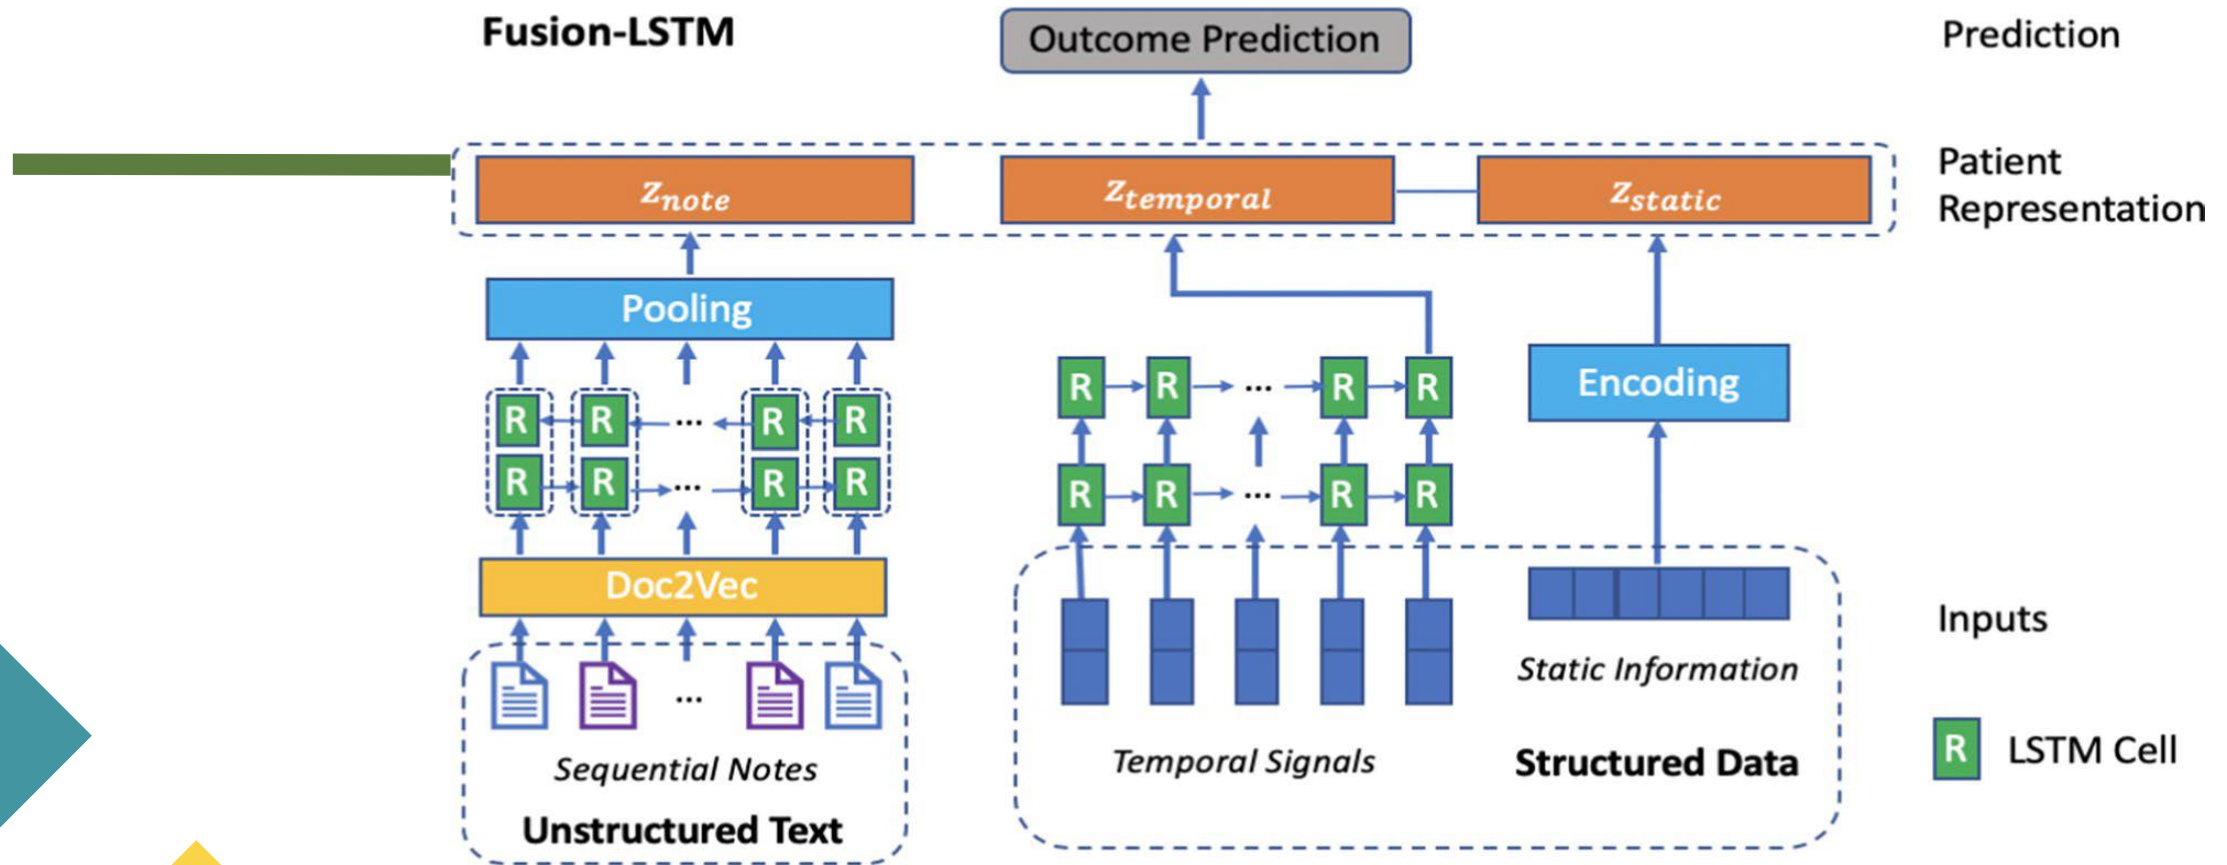 Fusion-LSTM
Outcome Prediction
Prediction
z_note
z_temporal
z_static
Patient
Representation
Pooling
R R ... R R
R R ... R R
Doc2Vec
...
Sequential Notes
Unstructured Text
R R ... R R
R R ... R R
Temporal Signals
Encoding
Static Information
Structured Data
Inputs
R LSTM Cell